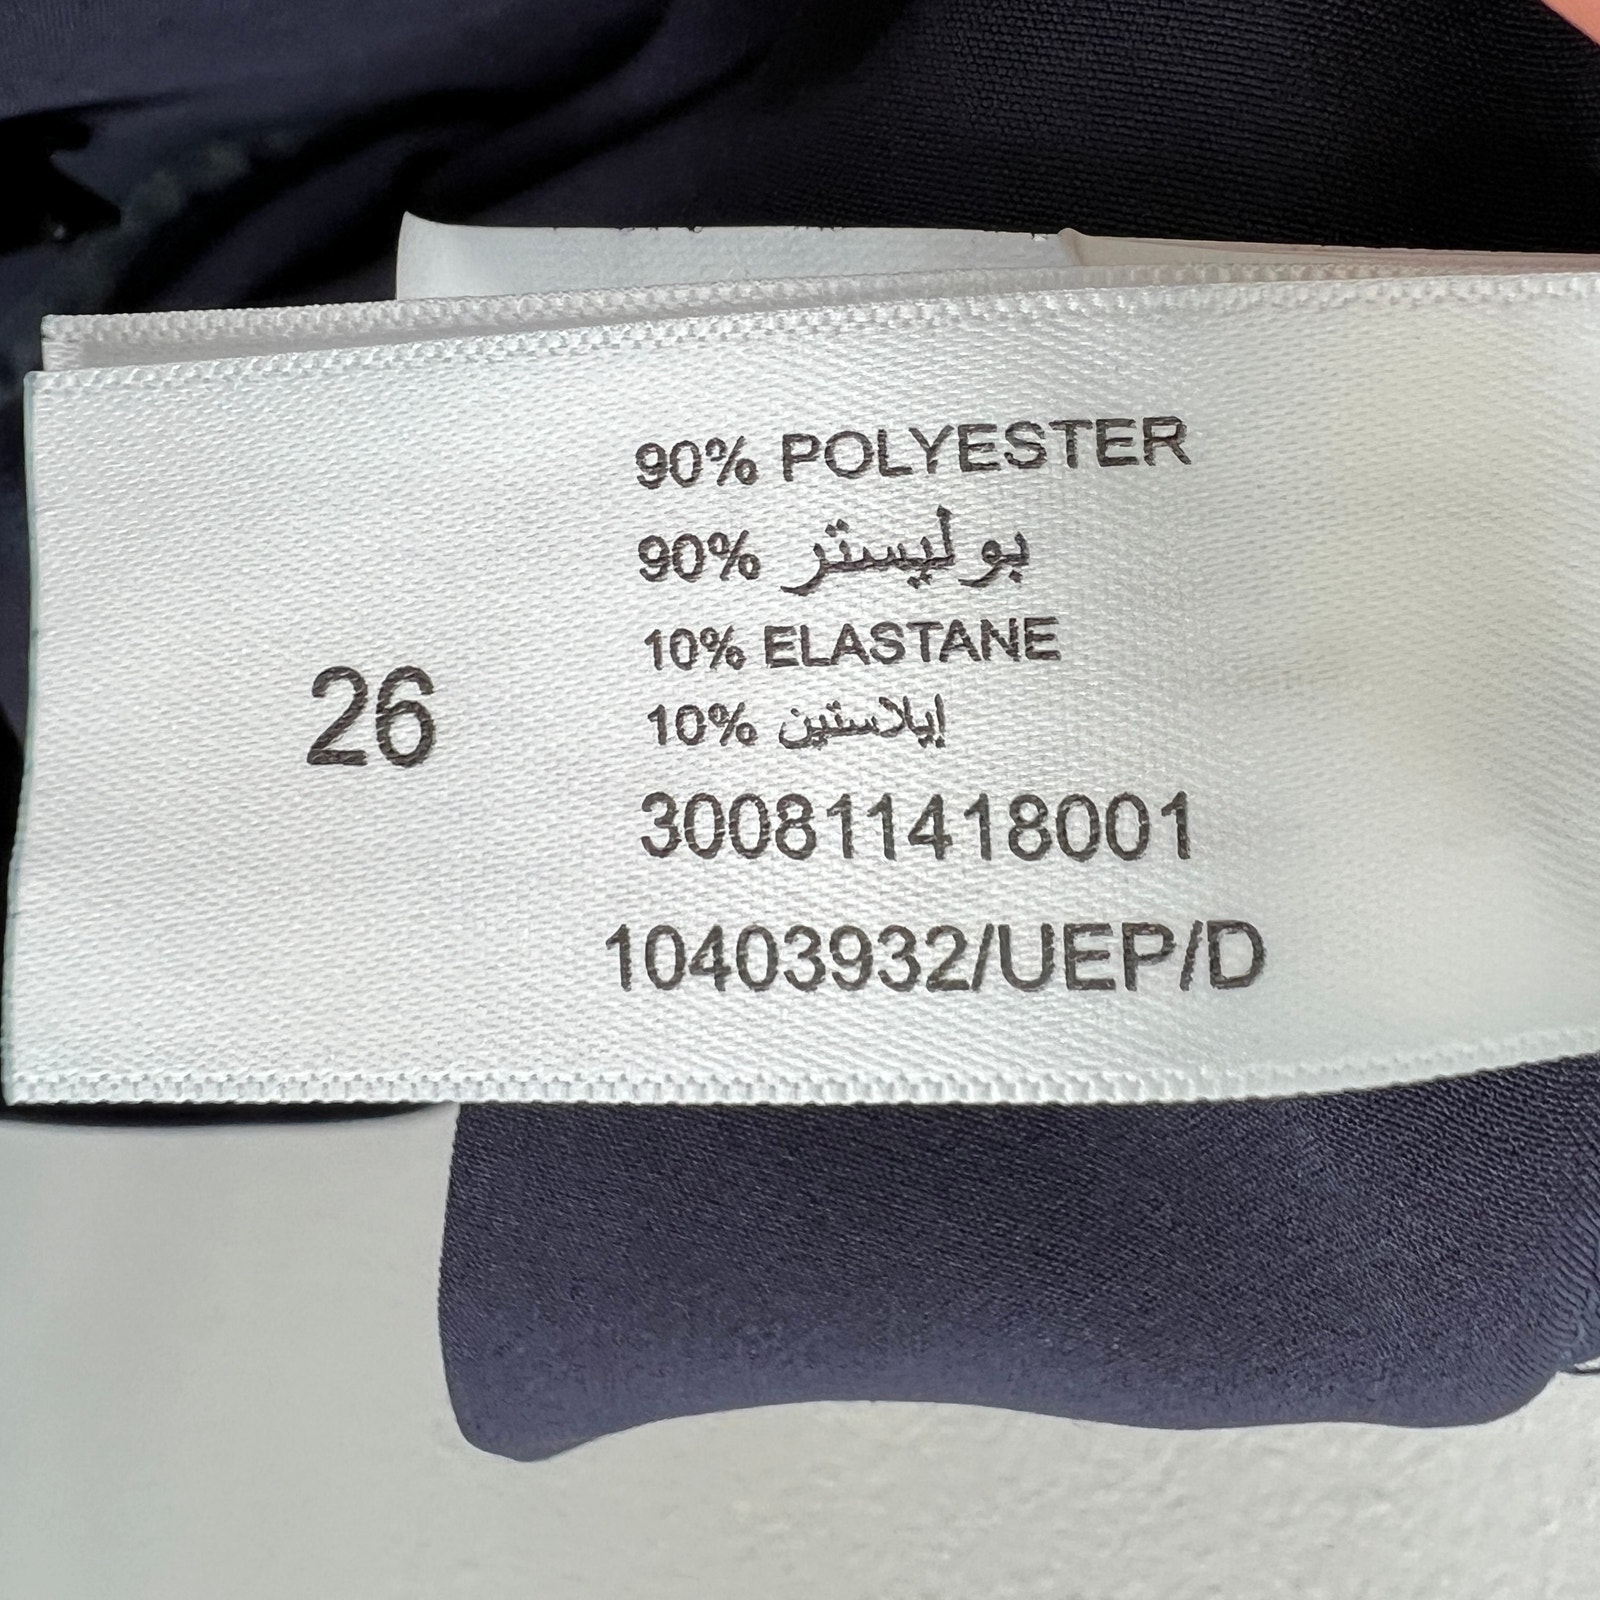 26
90% POLYESTER
90% بوليستر
10% ELASTANE
10% إيلاستين
300811418001
10403932/UEP/D